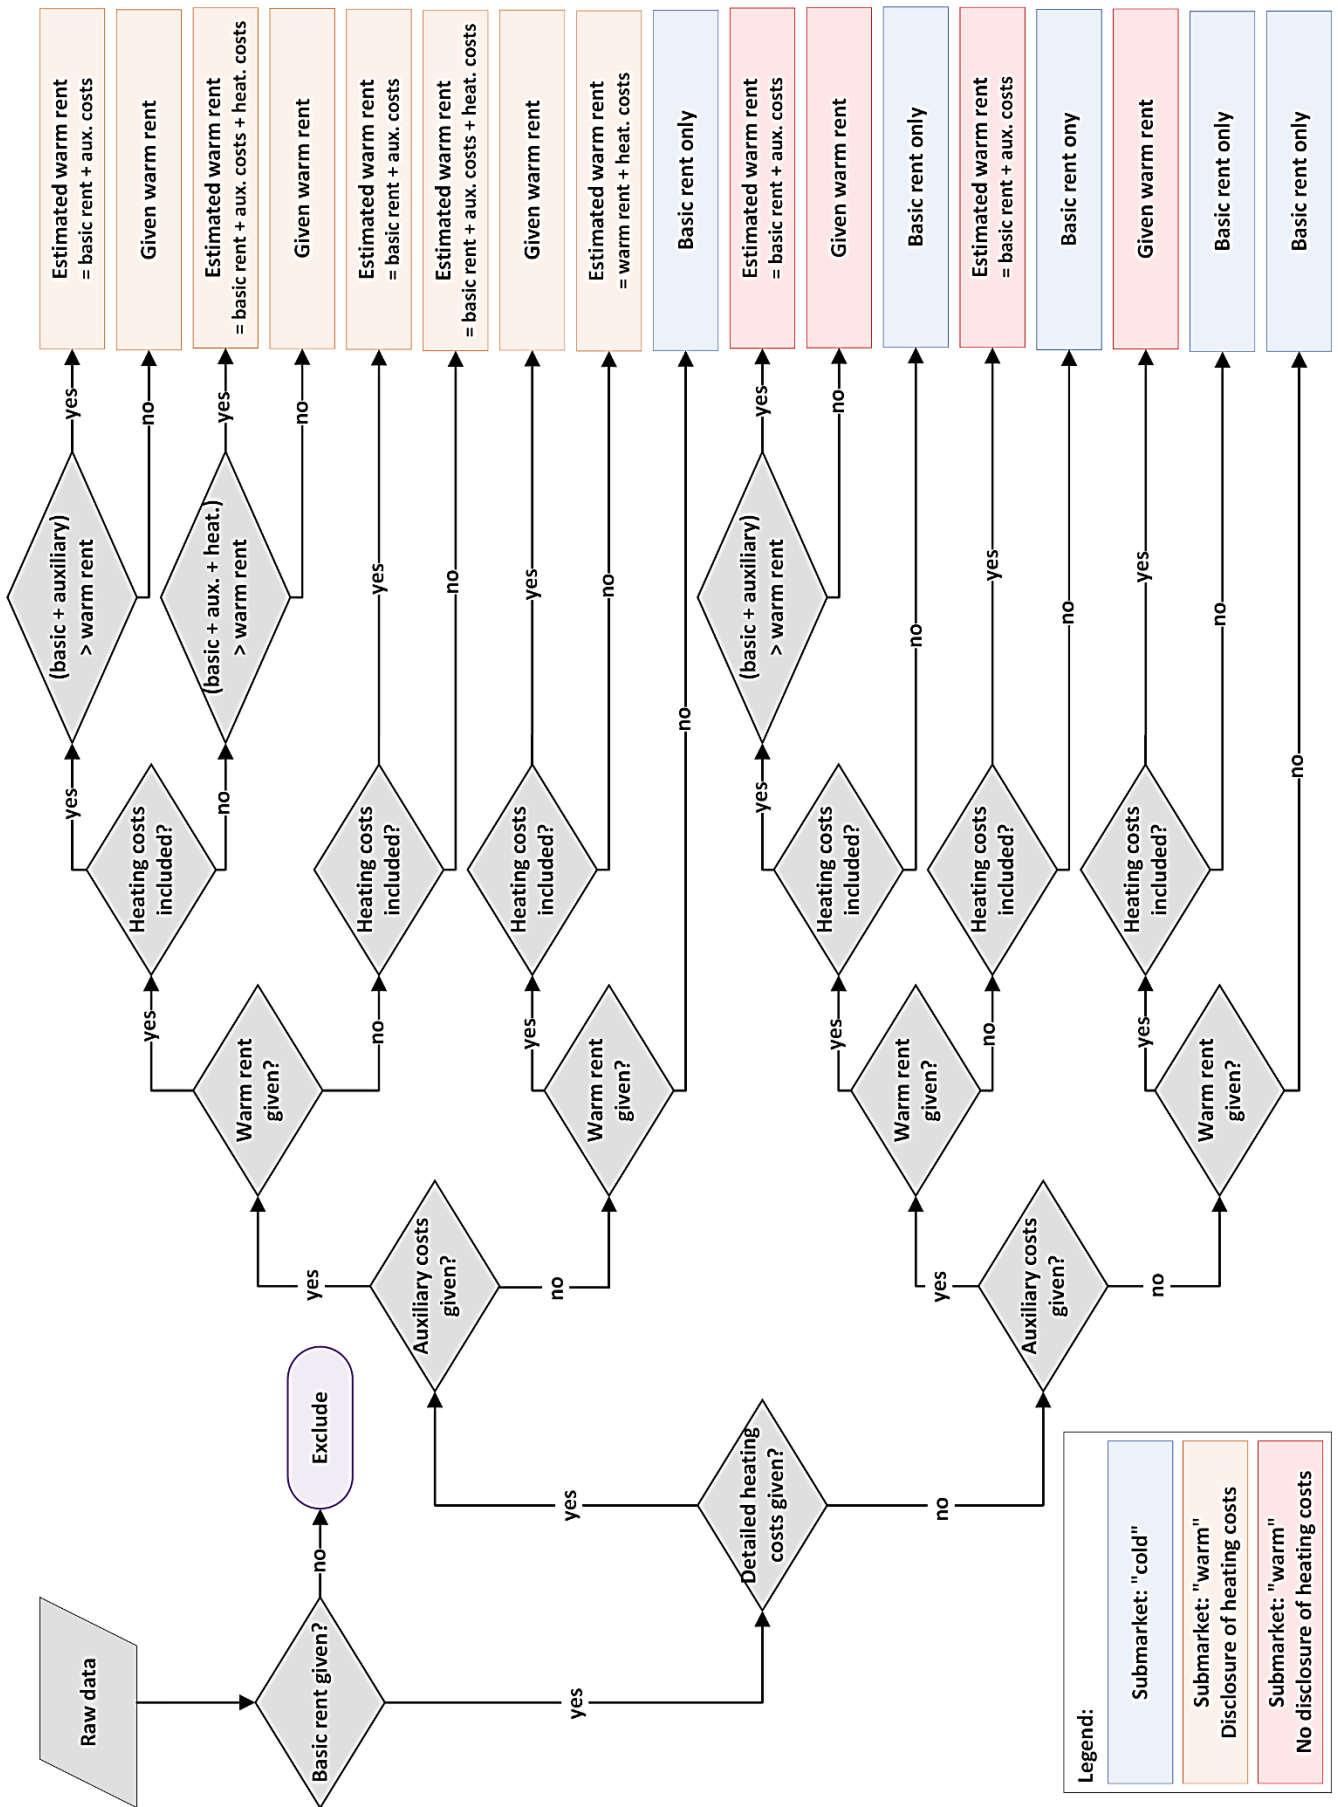 Raw data
Basic rent given?
no
Exclude
yes
Detailed heating
costs given?
yes
no
Auxiliary costs
given?
yes
no
Auxiliary costs
given?
yes
no
Warm rent
given?
yes
no
Warm rent
given?
yes
no
Warm rent
given?
yes
no
Warm rent
given?
yes
no
Heating costs
included?
yes
no
Heating costs
included?
yes
no
Heating costs
included?
yes
no
Heating costs
included?
yes
no
Heating costs
included?
yes
no
Heating costs
included?
yes
no
(basic + auxiliary)
> warm rent
yes
no
(basic + aux. + heat.)
> warm rent
yes
no
(basic + auxiliary)
> warm rent
yes
no
Estimated warm rent
= basic rent + aux. costs
Given warm rent
Estimated warm rent
= basic rent + aux. costs + heat. costs
Given warm rent
Estimated warm rent
= basic rent + aux. costs
Estimated warm rent
= basic rent + aux. costs + heat. costs
Given warm rent
Estimated warm rent
= warm rent + heat. costs
Basic rent only
Estimated warm rent
= basic rent + aux. costs
Given warm rent
Basic rent only
Estimated warm rent
= basic rent + aux. costs
Basic rent ony
Given warm rent
Basic rent only
Basic rent only
Legend:
Submarket: "cold"
Submarket: "warm"
Disclosure of heating costs
Submarket: "warm"
No disclosure of heating costs